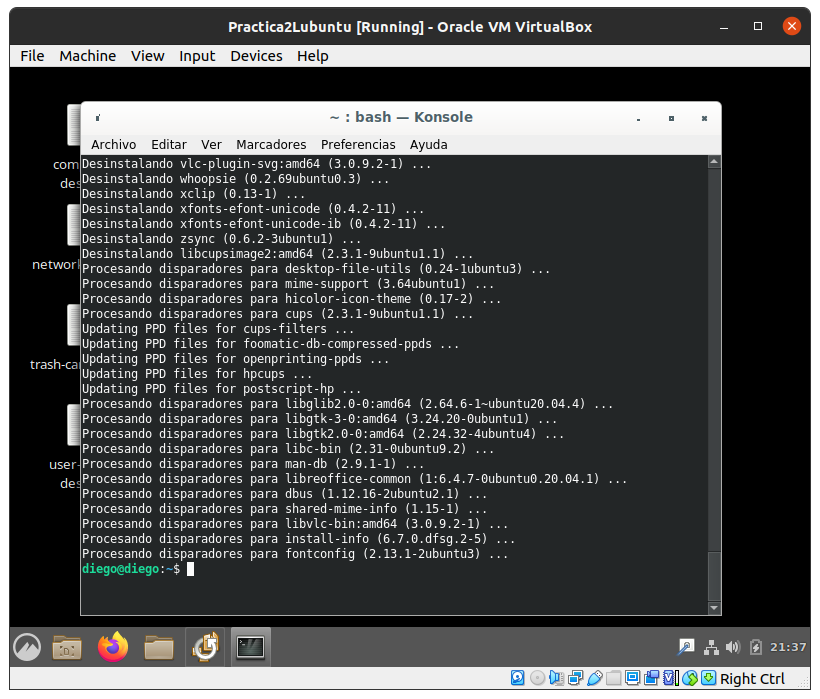 Practica2Lubuntu [Running] - Oracle VM VirtualBox
File Machine View Input Devices Help
~ : bash — Konsole
Archivo Editar Ver Marcadores Preferencias Ayuda
Desinstalando vlc-plugin-svg:amd64 (3.0.9.2-1) ...
Desinstalando whoopsie (0.2.69ubuntu0.3) ...
Desinstalando xclip (0.13-1) ...
Desinstalando xfonts-efont-unicode (0.4.2-11) ...
Desinstalando xfonts-efont-unicode-ib (0.4.2-11) ...
Desinstalando zsync (0.6.2-3ubuntu1) ...
Desinstalando libcupsimage2:amd64 (2.3.1-9ubuntu1.1) ...
Procesando disparadores para desktop-file-utils (0.24-1ubuntu3) ...
Procesando disparadores para mime-support (3.64ubuntu1) ...
Procesando disparadores para hicolor-icon-theme (0.17-2) ...
Procesando disparadores para cups (2.3.1-9ubuntu1.1) ...
Updating PPD files for cups-filters ...
Updating PPD files for foomatic-db-compressed-ppds ...
Updating PPD files for openprinting-ppds ...
Updating PPD files for hpcups ...
Updating PPD files for postscript-hp ...
Procesando disparadores para libglib2.0-0:amd64 (2.64.6-1~ubuntu20.04.4) ...
Procesando disparadores para libgtk-3-0:amd64 (3.24.20-0ubuntu1) ...
Procesando disparadores para libgtk2.0-0:amd64 (2.24.32-4ubuntu4) ...
Procesando disparadores para libc-bin (2.31-0ubuntu9.2) ...
Procesando disparadores para man-db (2.9.1-1) ...
Procesando disparadores para libreoffice-common (1:6.4.7-0ubuntu0.20.04.1) ...
Procesando disparadores para dbus (1.12.16-2ubuntu2.1) ...
Procesando disparadores para shared-mime-info (1.15-1) ...
Procesando disparadores para libvlc-bin:amd64 (3.0.9.2-1) ...
Procesando disparadores para install-info (6.7.0.dfsg.2-5) ...
Procesando disparadores para fontconfig (2.13.1-2ubuntu3) ...
diego@diego:~$
com
des
network
trash-ca
user-
des
21:37
Right Ctrl